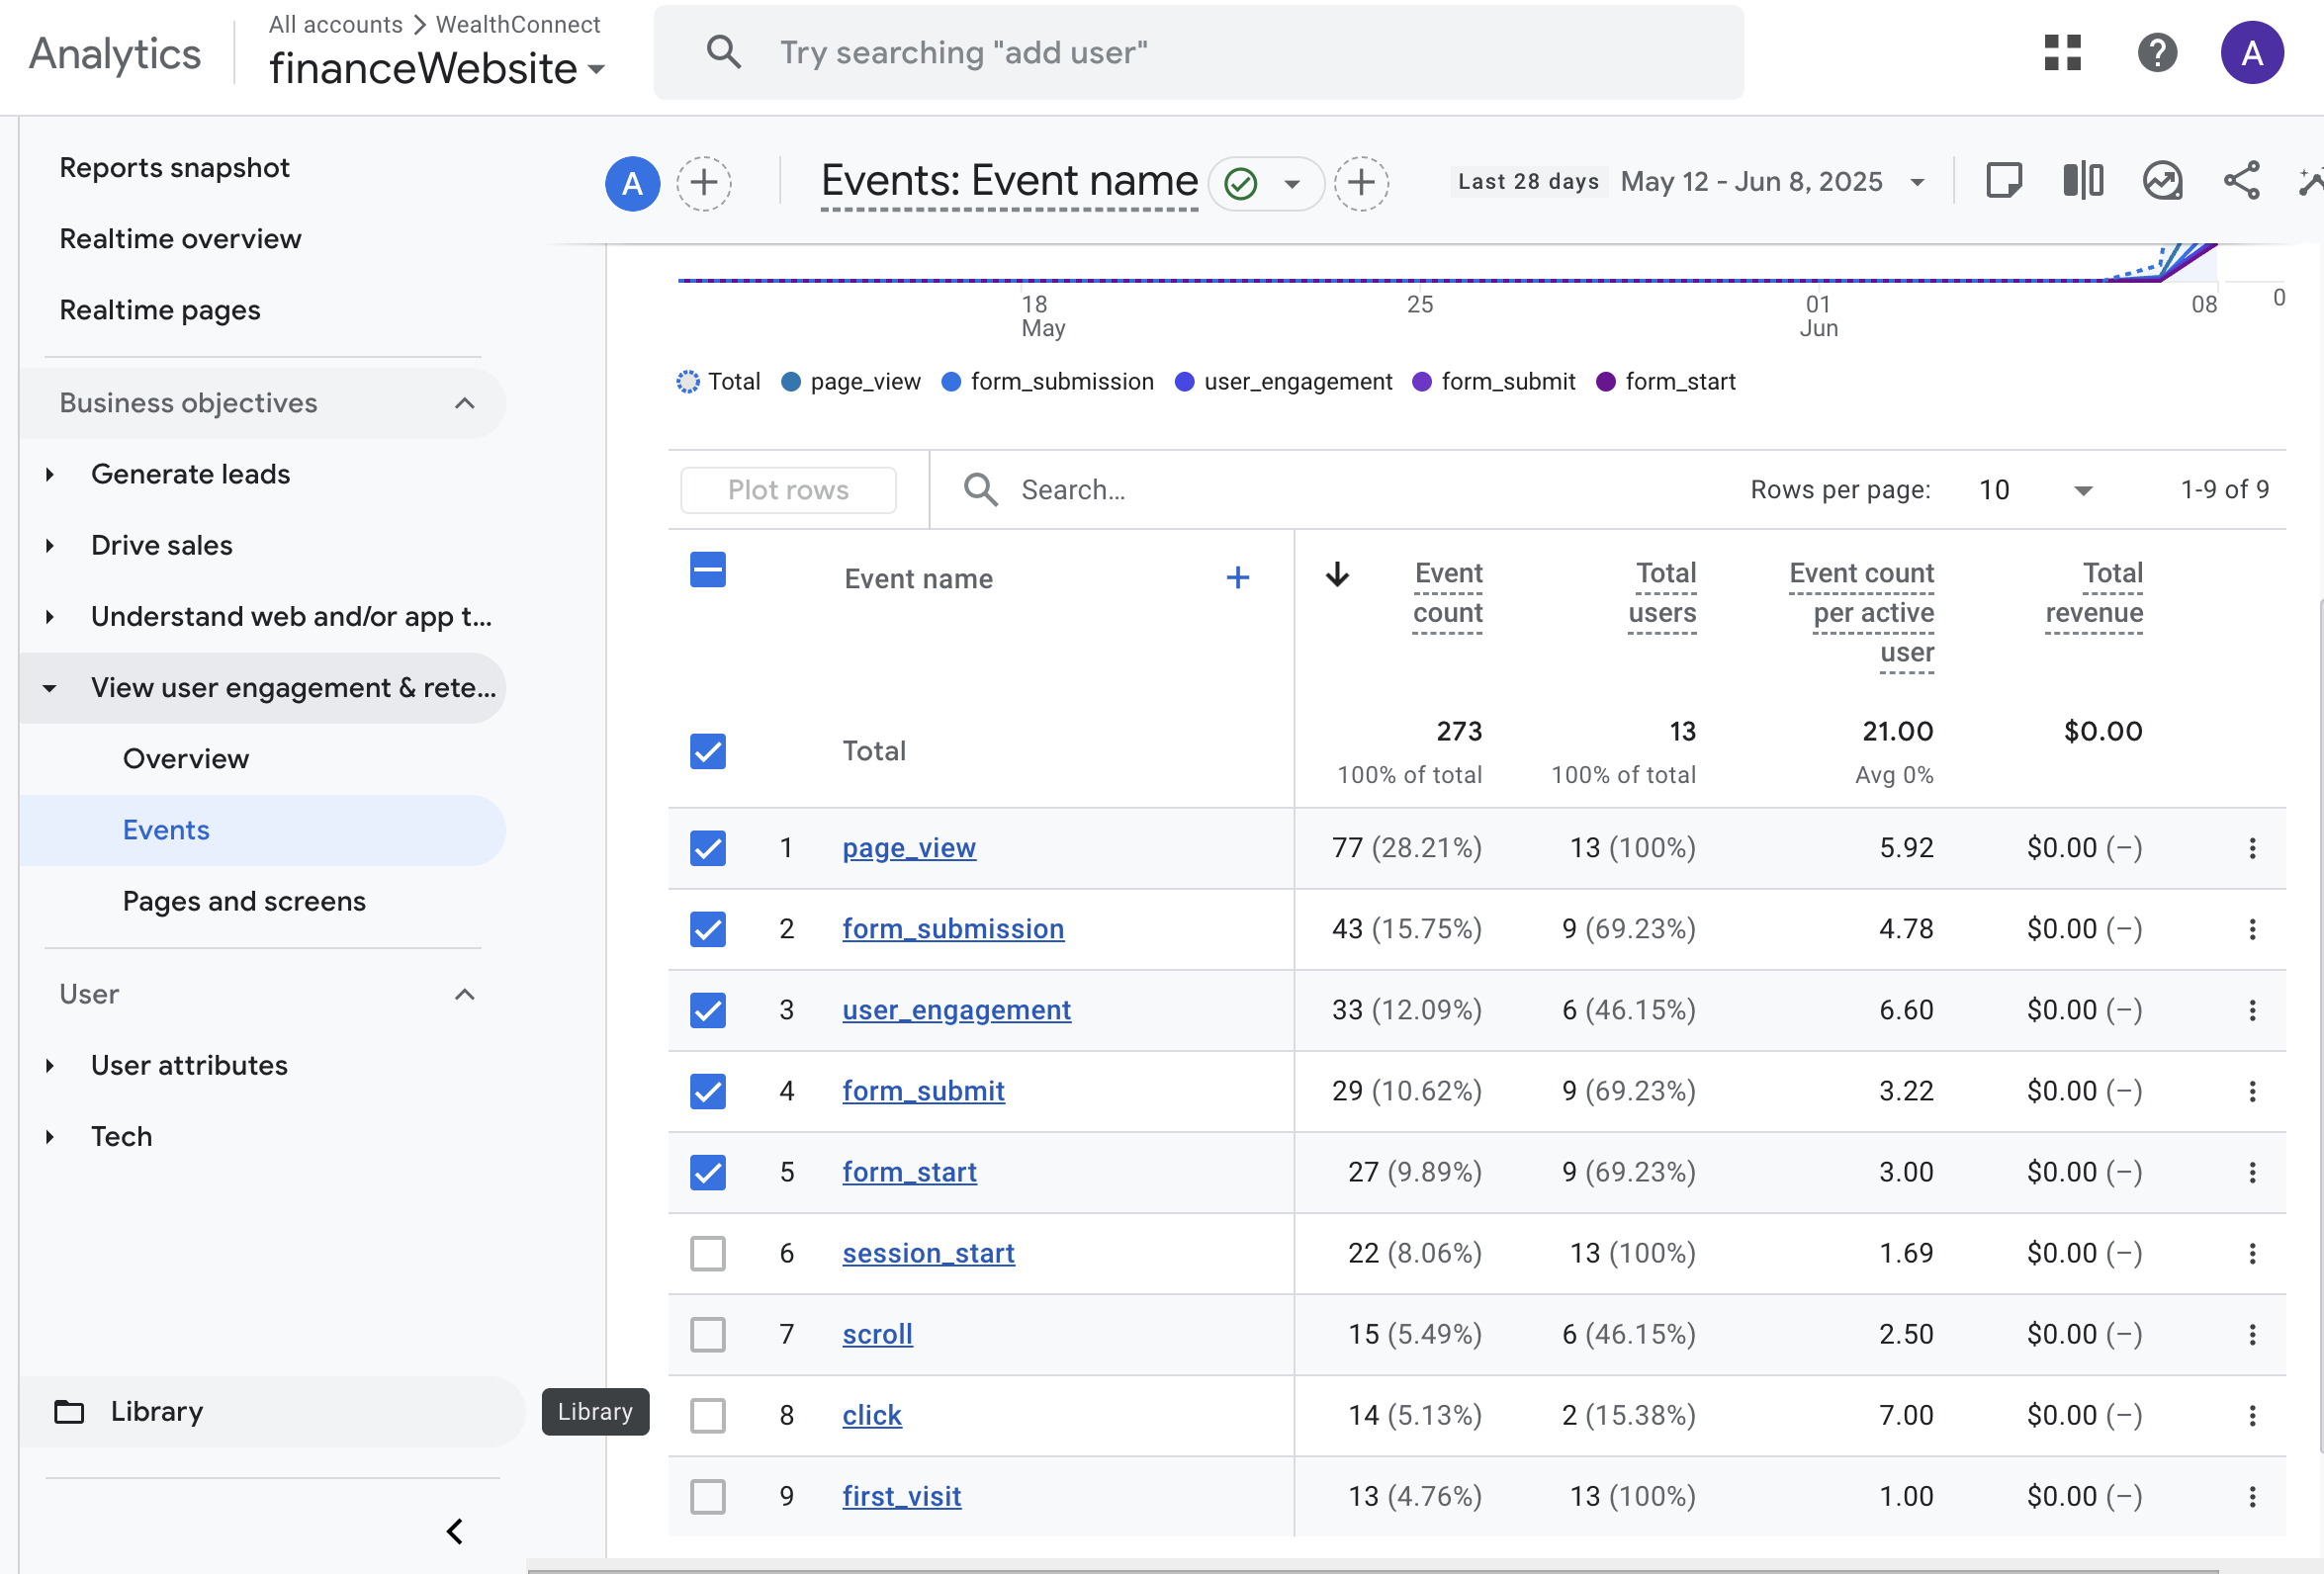 Analytics
All accounts > WealthConnect
financeWebsite
Try searching "add user"
A
Reports snapshot
Realtime overview
Realtime pages
Business objectives
Generate leads
Drive sales
Understand web and/or app t...
View user engagement & rete...
Overview
Events
Pages and screens
User
User attributes
Tech
Library
Library
A
Events: Event name
Last 28 days May 12 - Jun 8, 2025
0
18 25 01 08
May Jun
Total page_view form_submission user_engagement form_submit form_start
Plot rows Search... Rows per page: 10 1-9 of 9
Event name + Event count Total users Event count per active user Total revenue
Total 273 13 21.00 $0.00
100% of total 100% of total Avg 0%
1 page_view 77 (28.21%) 13 (100%) 5.92 $0.00 (–)
2 form_submission 43 (15.75%) 9 (69.23%) 4.78 $0.00 (–)
3 user_engagement 33 (12.09%) 6 (46.15%) 6.60 $0.00 (–)
4 form_submit 29 (10.62%) 9 (69.23%) 3.22 $0.00 (–)
5 form_start 27 (9.89%) 9 (69.23%) 3.00 $0.00 (–)
6 session_start 22 (8.06%) 13 (100%) 1.69 $0.00 (–)
7 scroll 15 (5.49%) 6 (46.15%) 2.50 $0.00 (–)
8 click 14 (5.13%) 2 (15.38%) 7.00 $0.00 (–)
9 first_visit 13 (4.76%) 13 (100%) 1.00 $0.00 (–)